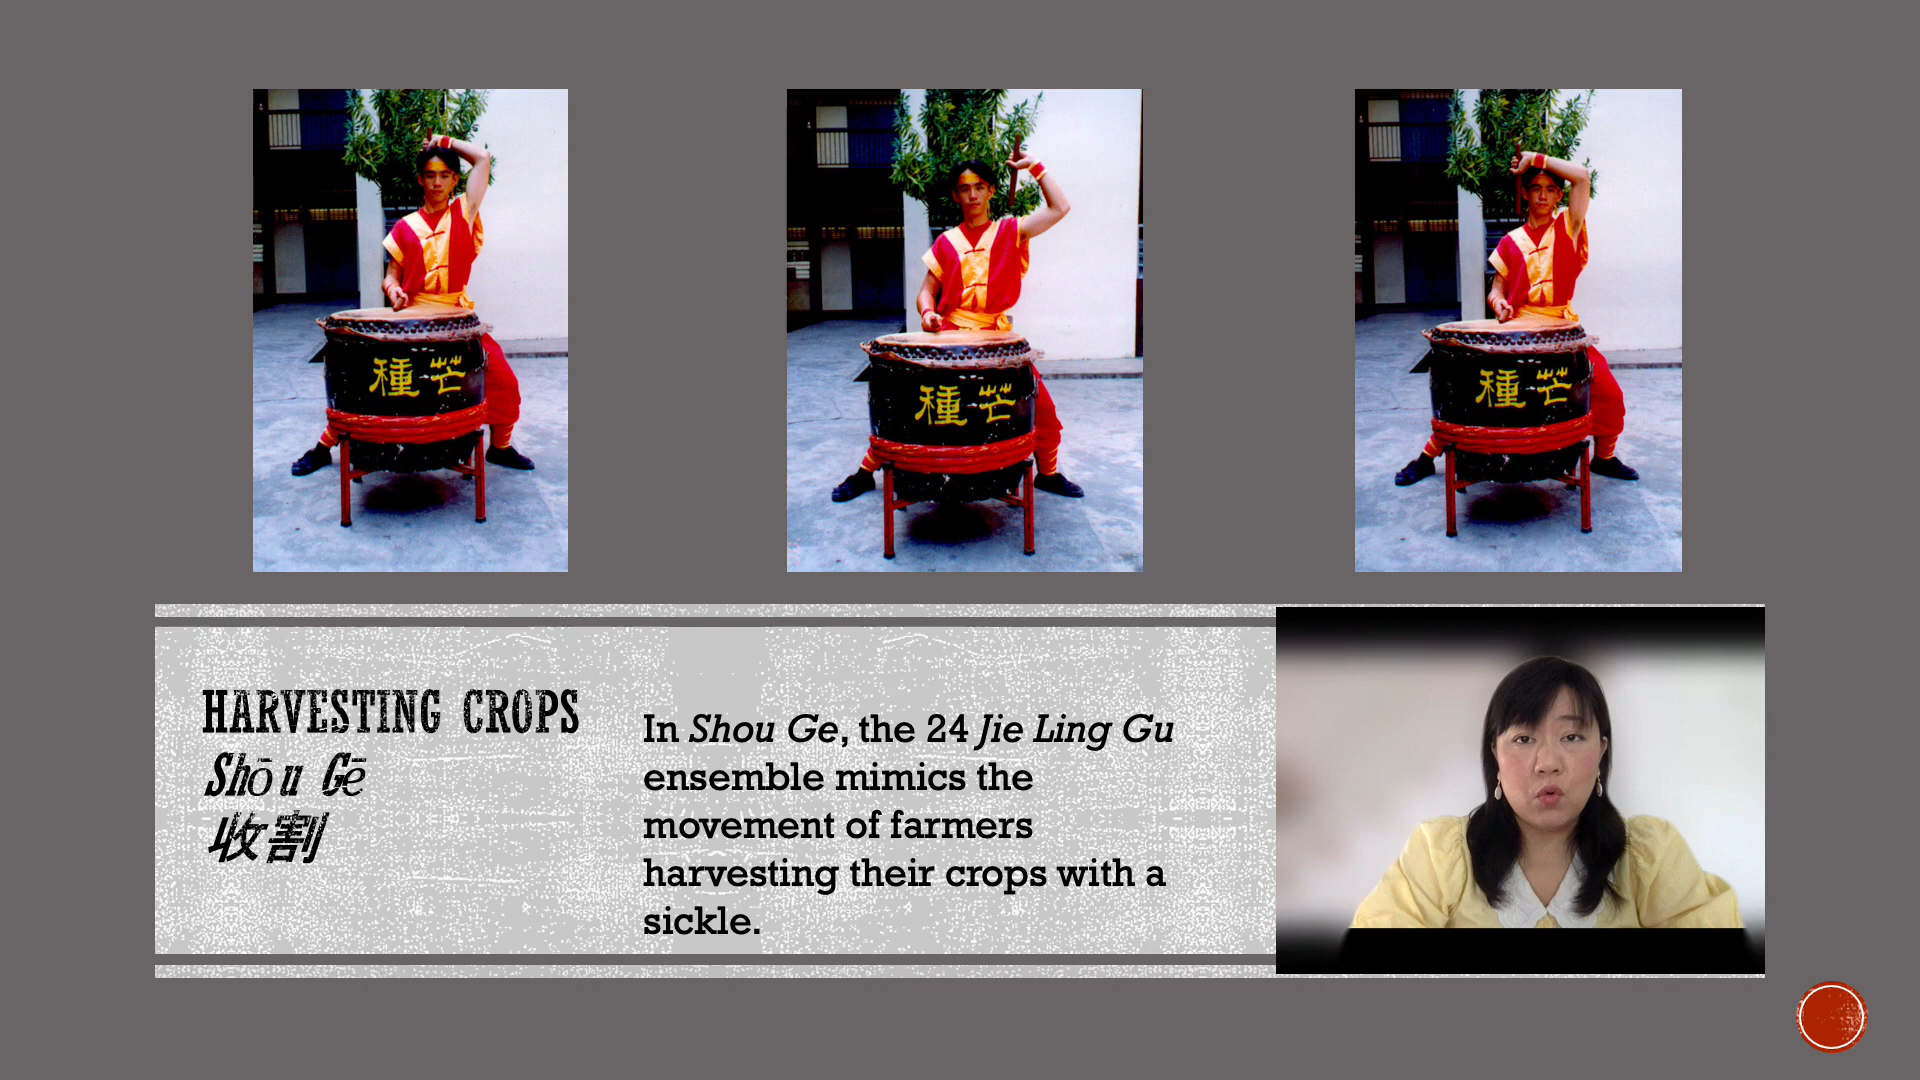 種芒
種芒
種芒
HARVESTING CROPS
Shōu Gē
收割
In Shou Ge, the 24 Jie Ling Gu
ensemble mimics the
movement of farmers
harvesting their crops with a
sickle.